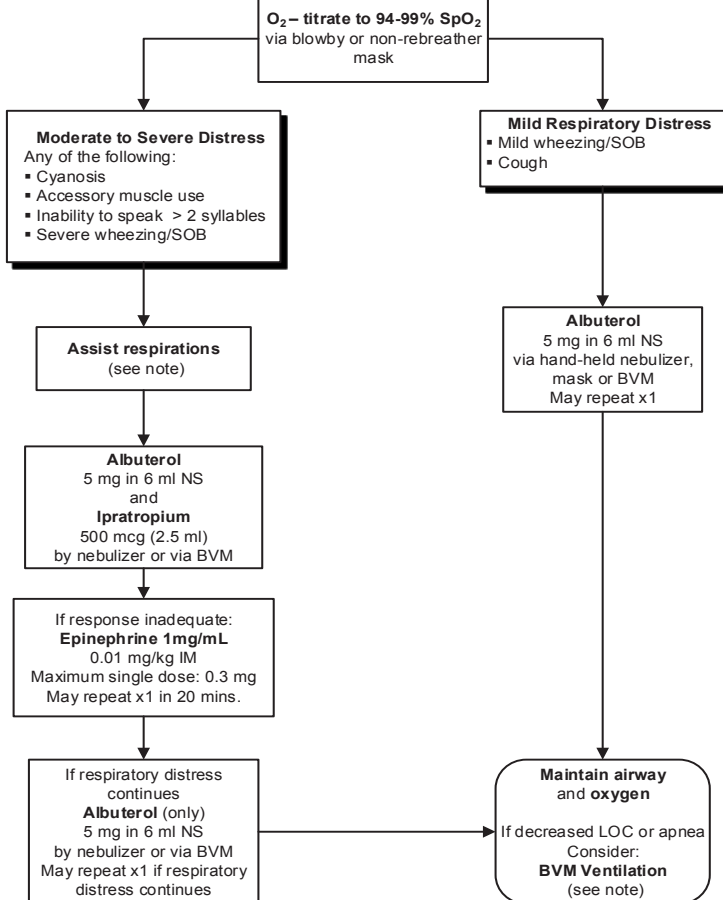 O₂ – titrate to 94-99% SpO₂
via blowby or non-rebreather
mask
Moderate to Severe Distress
Any of the following:
▪ Cyanosis
▪ Accessory muscle use
▪ Inability to speak > 2 syllables
▪ Severe wheezing/SOB
Assist respirations
(see note)
Albuterol
5 mg in 6 ml NS
and
Ipratropium
500 mcg (2.5 ml)
by nebulizer or via BVM
If response inadequate:
Epinephrine 1mg/mL
0.01 mg/kg IM
Maximum single dose: 0.3 mg
May repeat x1 in 20 mins.
If respiratory distress
continues
Albuterol (only)
5 mg in 6 ml NS
by nebulizer or via BVM
May repeat x1 if respiratory
distress continues
Mild Respiratory Distress
▪ Mild wheezing/SOB
▪ Cough
Albuterol
5 mg in 6 ml NS
via hand-held nebulizer,
mask or BVM
May repeat x1
Maintain airway
and oxygen
If decreased LOC or apnea
Consider:
BVM Ventilation
(see note)